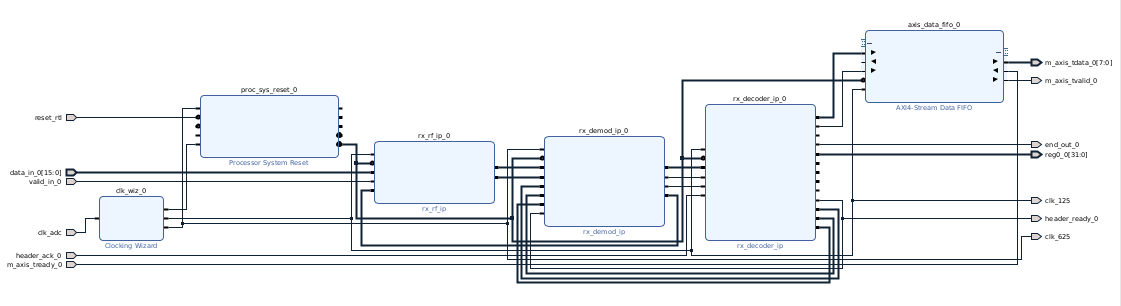 axis_data_fifo_0
m_axis_tdata_0[7:0]
m_axis_tvalid_0
AXI4-Stream Data FIFO
proc_sys_reset_0
rx_decoder_ip_0
reset_rtl
rx_rf_ip_0
rx_demod_ip_0
end_out_0
reg0_0[31:0]
Processor System Reset
data_in_0[15:0]
valid_in_0
clk_wiz_0
clk_125
rx_rf_ip
header_ready_0
clk_adc
rx_demod_ip
clk_625
Clocking Wizard
rx_decoder_ip
header_ack_0
m_axis_tready_0